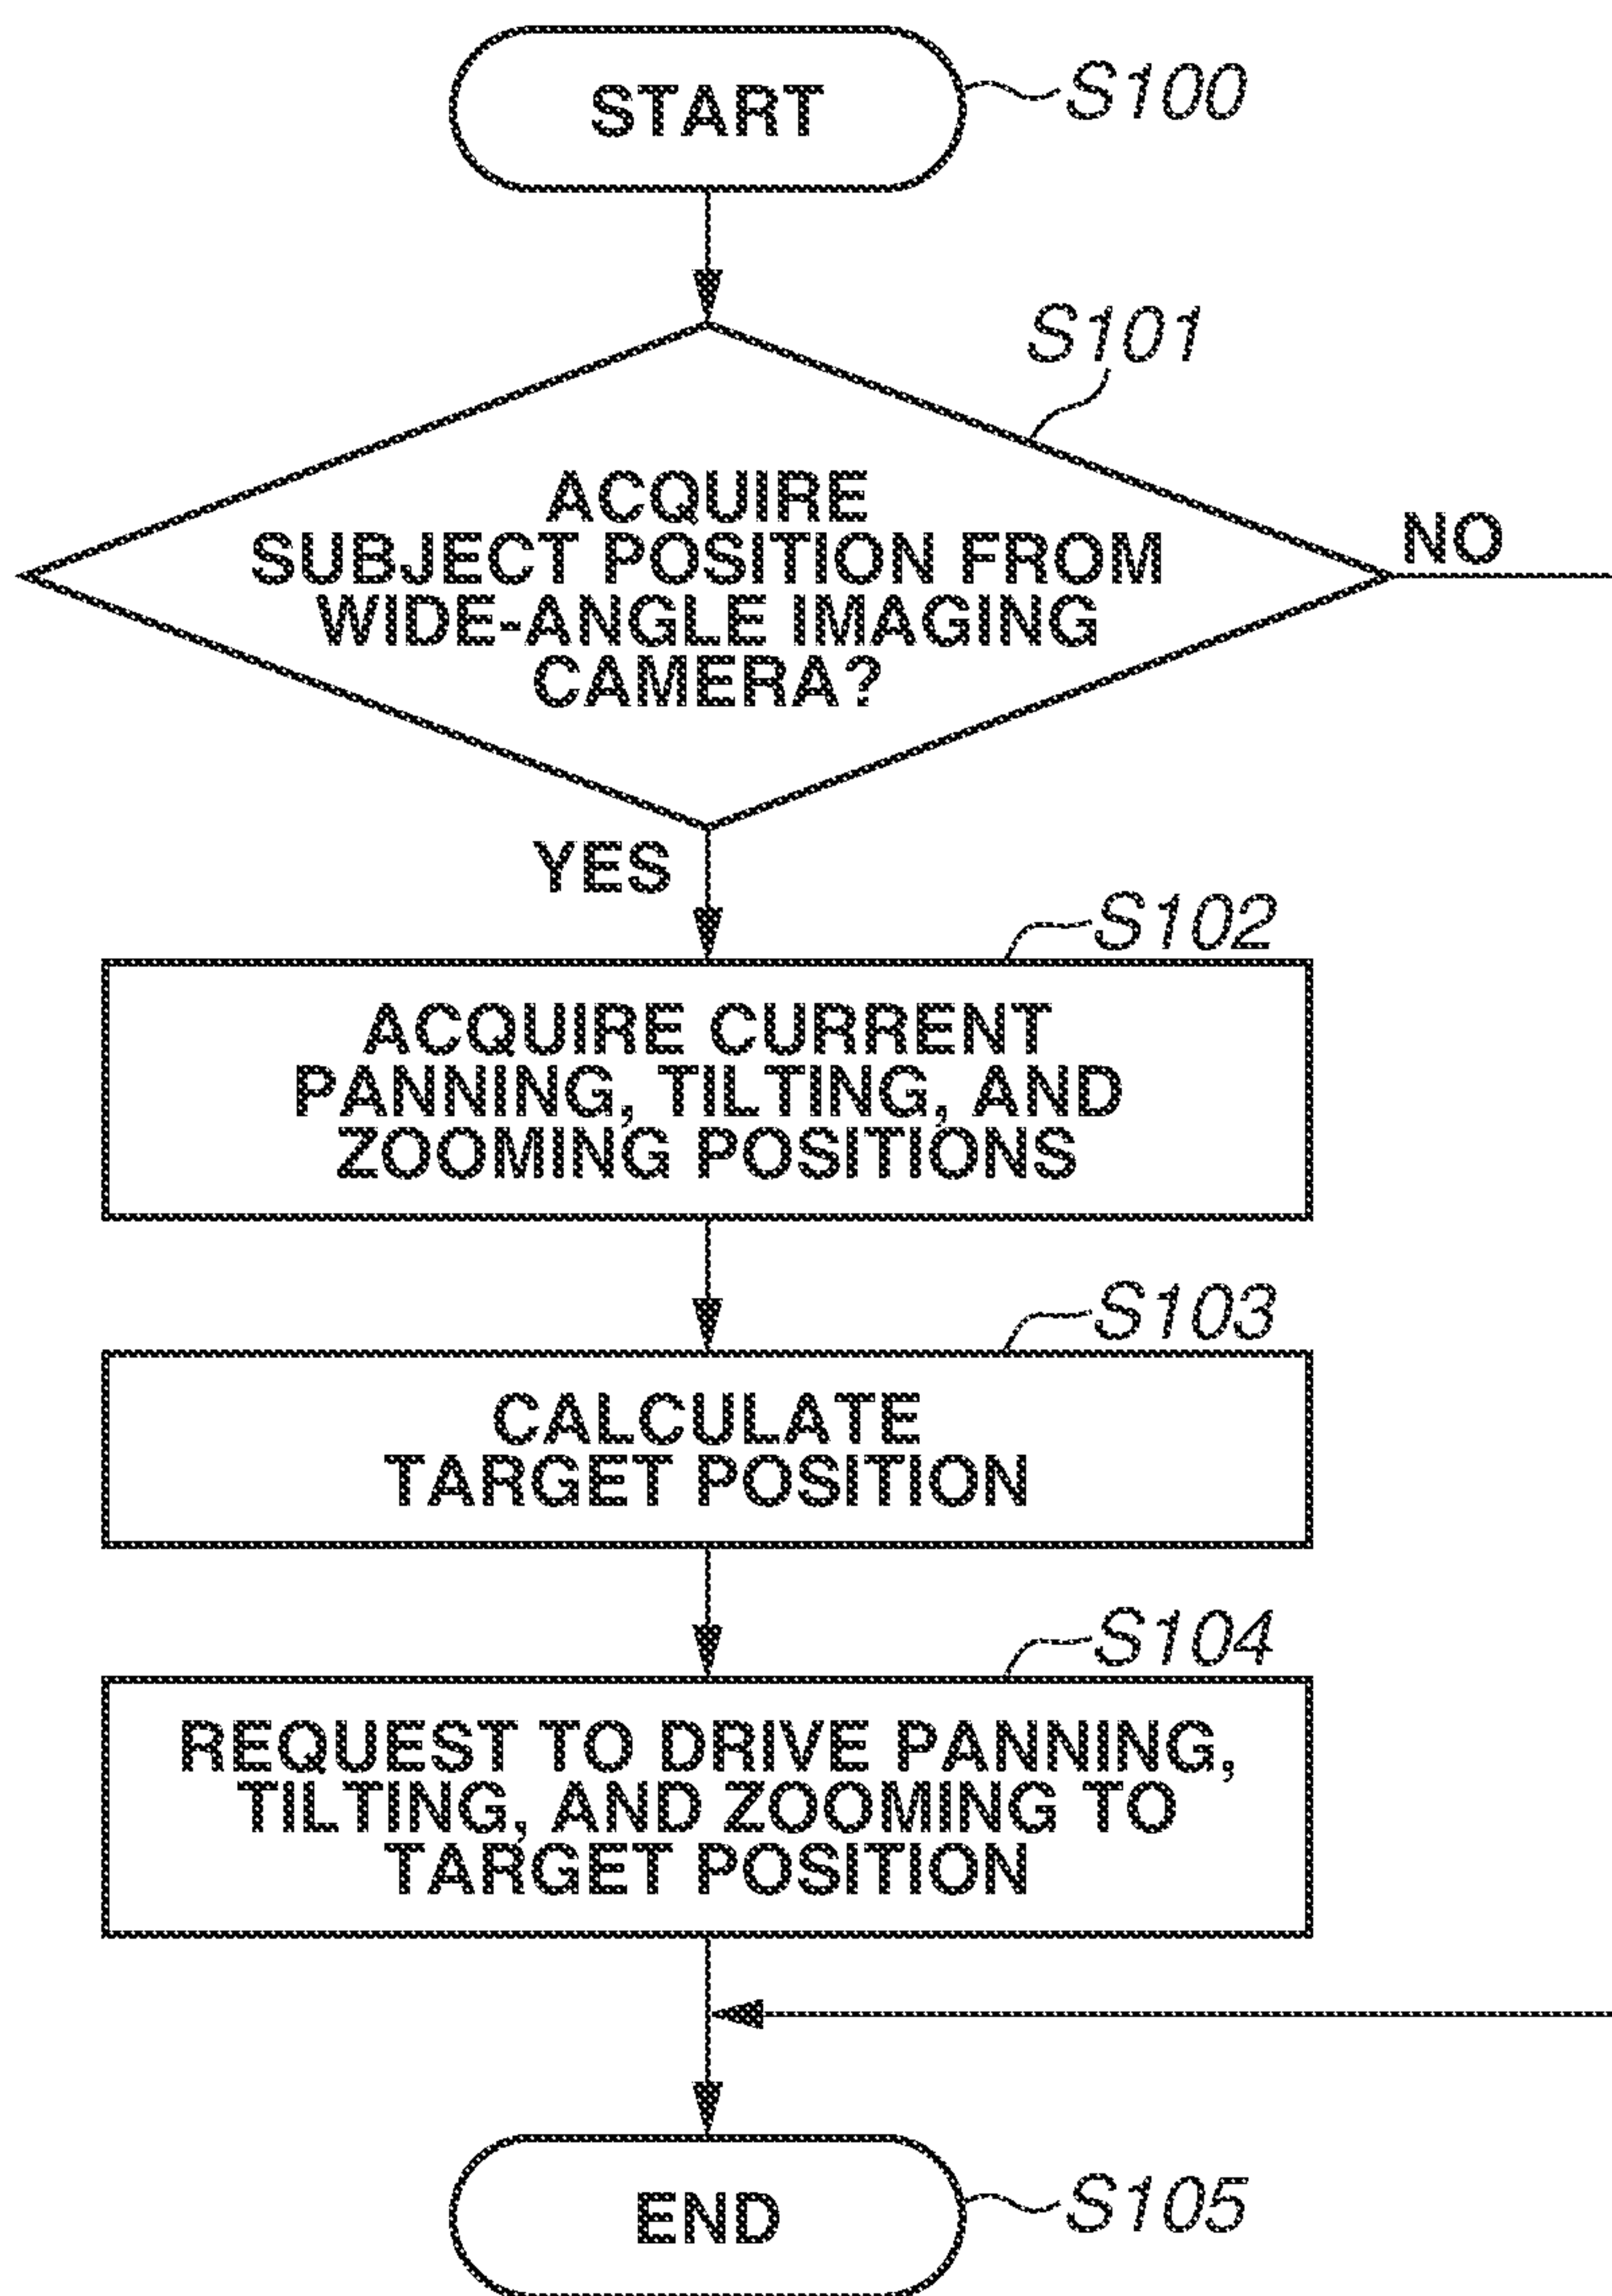 START
S100
S101
ACQUIRE
SUBJECT POSITION FROM
WIDE-ANGLE IMAGING
CAMERA?
NO
YES
S102
ACQUIRE CURRENT
PANNING, TILTING, AND
ZOOMING POSITIONS
S103
CALCULATE
TARGET POSITION
S104
REQUEST TO DRIVE PANNING,
TILTING, AND ZOOMING TO
TARGET POSITION
END
S105